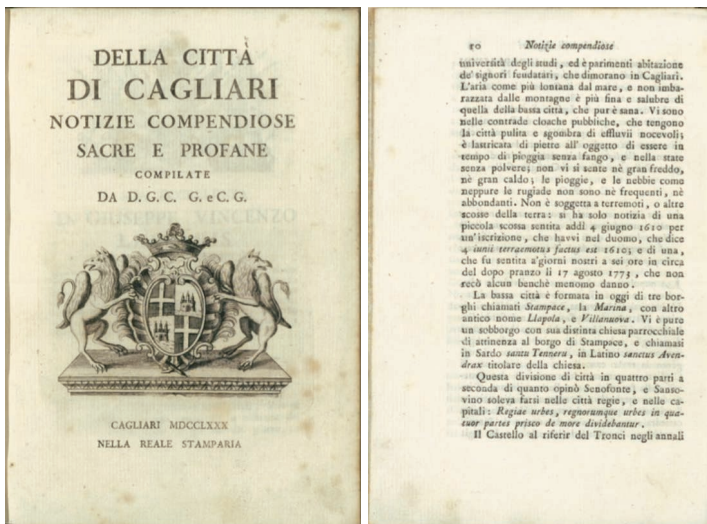 DELLA CITTÀ
DI CAGLIARI
NOTIZIE COMPENDIOSE
SACRE E PROFANE
COMPILATE
DA D. G. C. G. e C. G.
CAGLIARI MDCCLXXX
NELLA REALE STAMPARIA
10 Notizie compendiose
università degli studi, ed è parimenti abitazione
de' signori feudatari, che dimorano in Cagliari.
L'aria come più lontana dal mare, e non imba-
razzata dalle montagne è più fina e salubre di
quella della bassa città, che pur è sana. Vi sono
nelle contrade cloache pubbliche, che tengono
la città pulita e sgombra di effluvii nocevoli;
è lastricata di pietre all' oggetto di essere in
tempo di pioggia senza fango, e nella state
senza polvere; non vi si sente nè gran freddo,
nè gran caldo; le pioggie, e le nebbie come
neppure le rugiade non sono nè frequenti, nè
abbondanti. Non è soggetta a terremoti, o altre
scosse della terra: si ha solo notizia di una
piccola scossa sentita addì 4 giugno 1610 per
un'iscrizione, che havvi nel duomo, che dice
4 iunii terraemotus factus est 1610; e di una,
che fu sentita a'giorni nostri a sei ore in circa
del dopo pranzo li 17 agosto 1773, che non
recò alcun benchè menomo danno.
La bassa città è formata in oggi di tre bor-
ghi chiamati Stampace, la Marina, con altro
antico nome Llapola, e Villanuova. Vi è pure
un sobborgo con sua distinta chiesa parrocchiale
di attinenza al borgo di Stampace, e chiamasi
in Sardo santu Tenneru, in Latino sanctus Aven-
drax titolare della chiesa.
Questa divisione di città in quattro parti a
seconda di quanto opinò Senofonte, e Sanso-
vino soleva farsi nelle città regie, e nelle ca-
pitali: Regiae urbes, regnorumque urbes in qua-
tuor partes prisco de more dividebantur.
Il Castello al riferir del Tronci negli annali